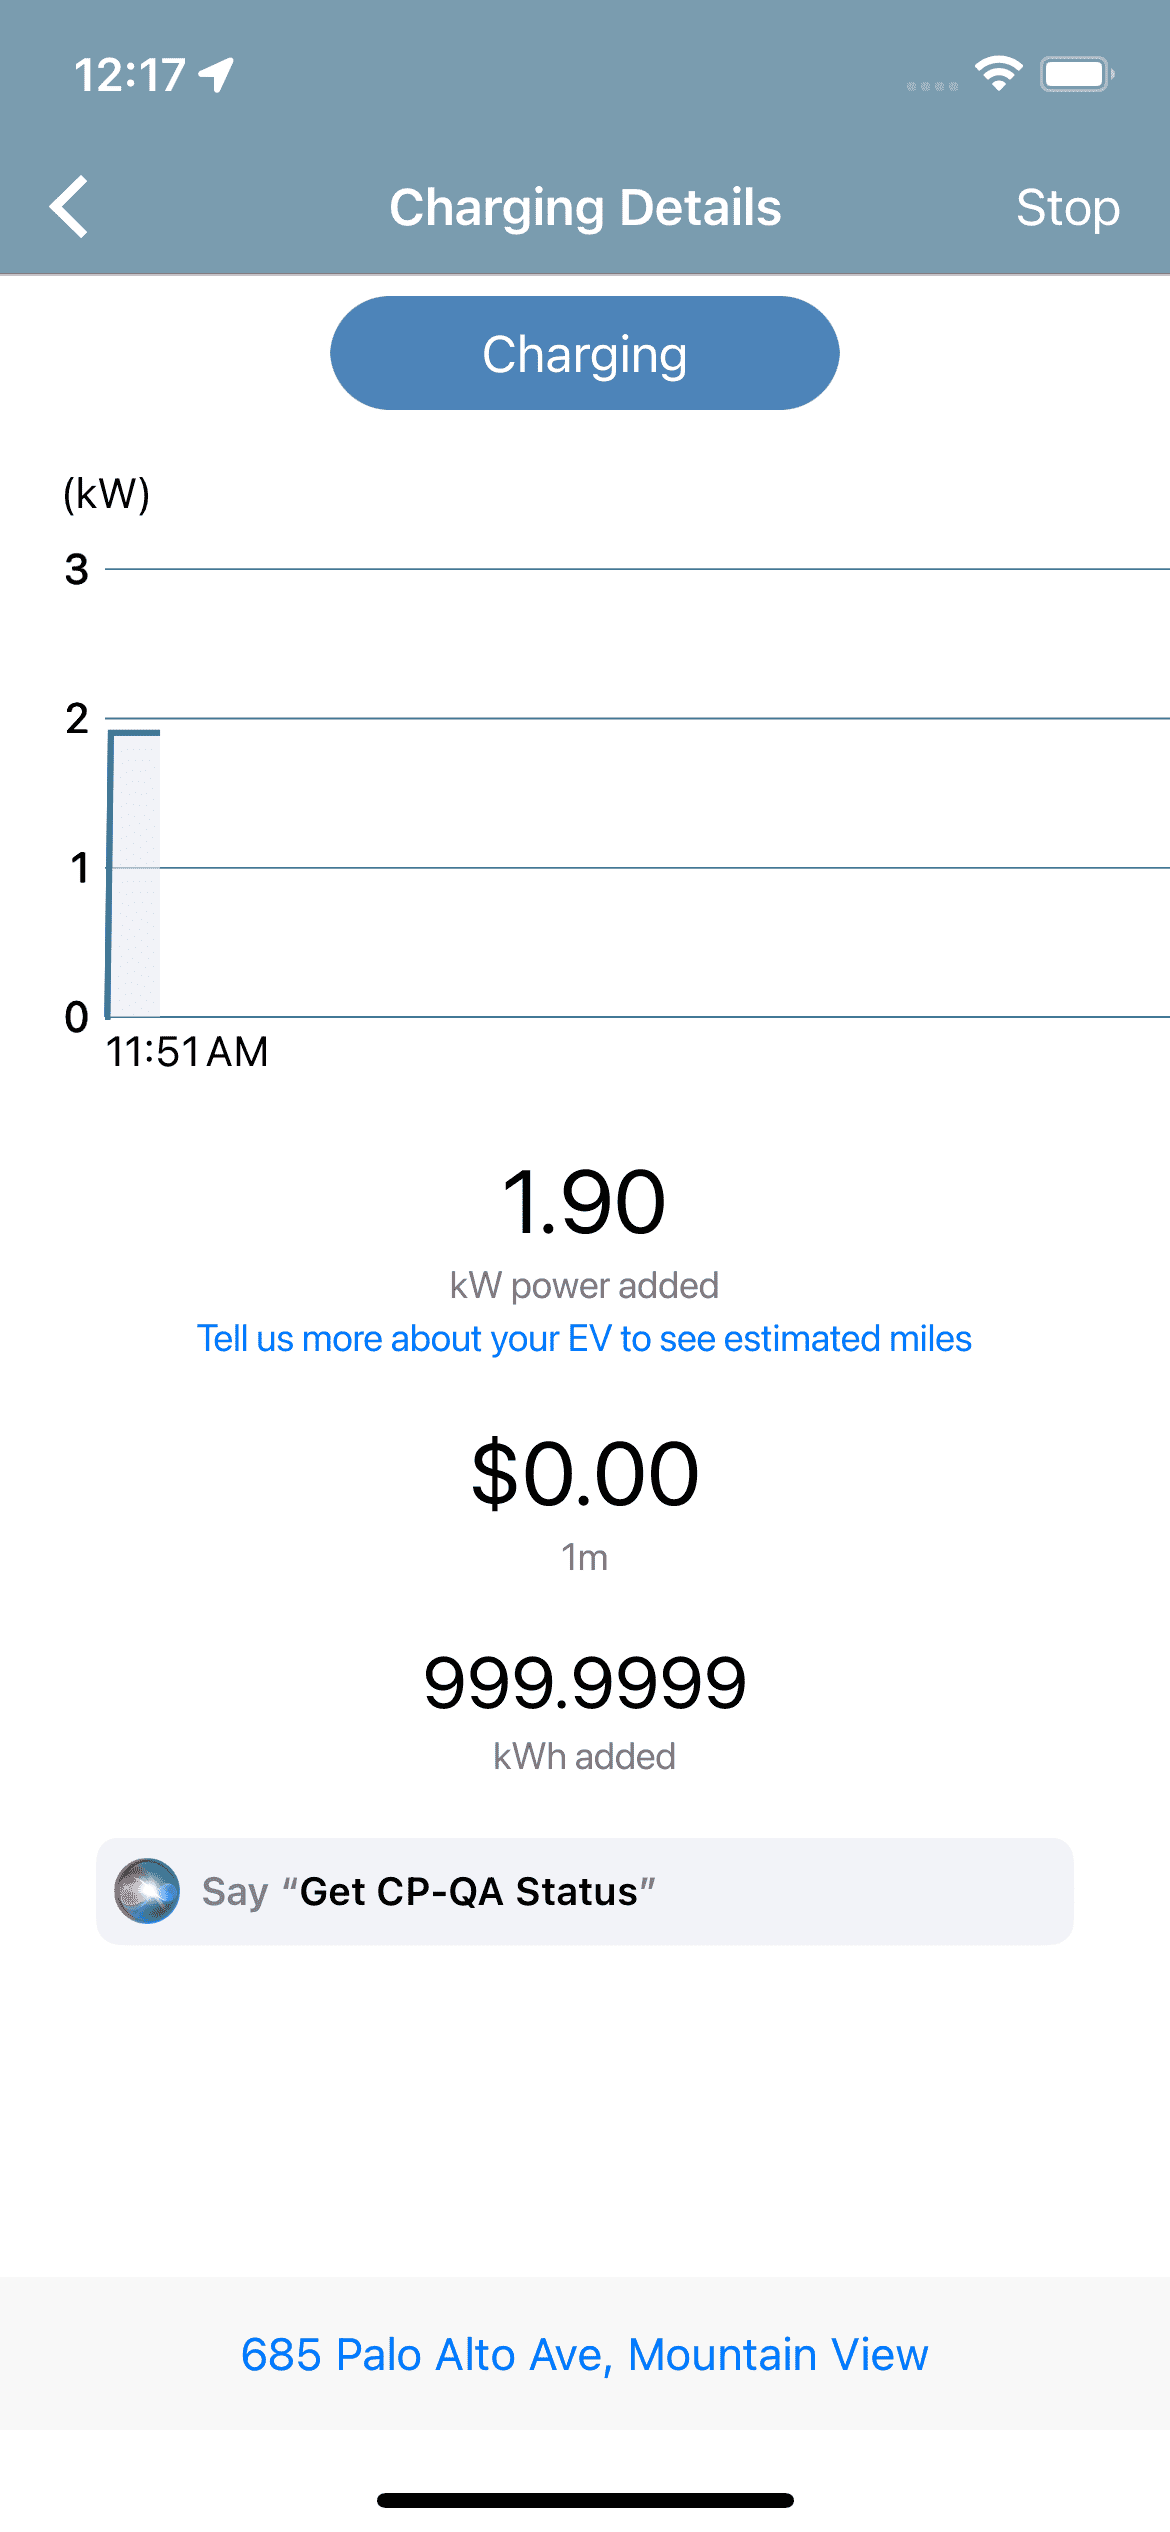 12:17
Charging Details
Stop
Charging
(kW)
3
2
1
0
11:51 AM
1.90
kW power added
Tell us more about your EV to see estimated miles
$0.00
1m
999.9999
kWh added
Say “Get CP-QA Status”
685 Palo Alto Ave, Mountain View